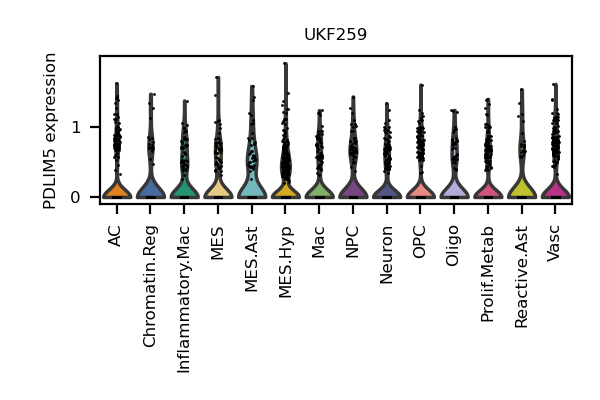 UKF259
PDLIM5 expression
1
0
AC
Chromatin.Reg
Inflammatory.Mac
MES
MES.Ast
MES.Hyp
Mac
NPC
Neuron
OPC
Oligo
Prolif.Metab
Reactive.Ast
Vasc